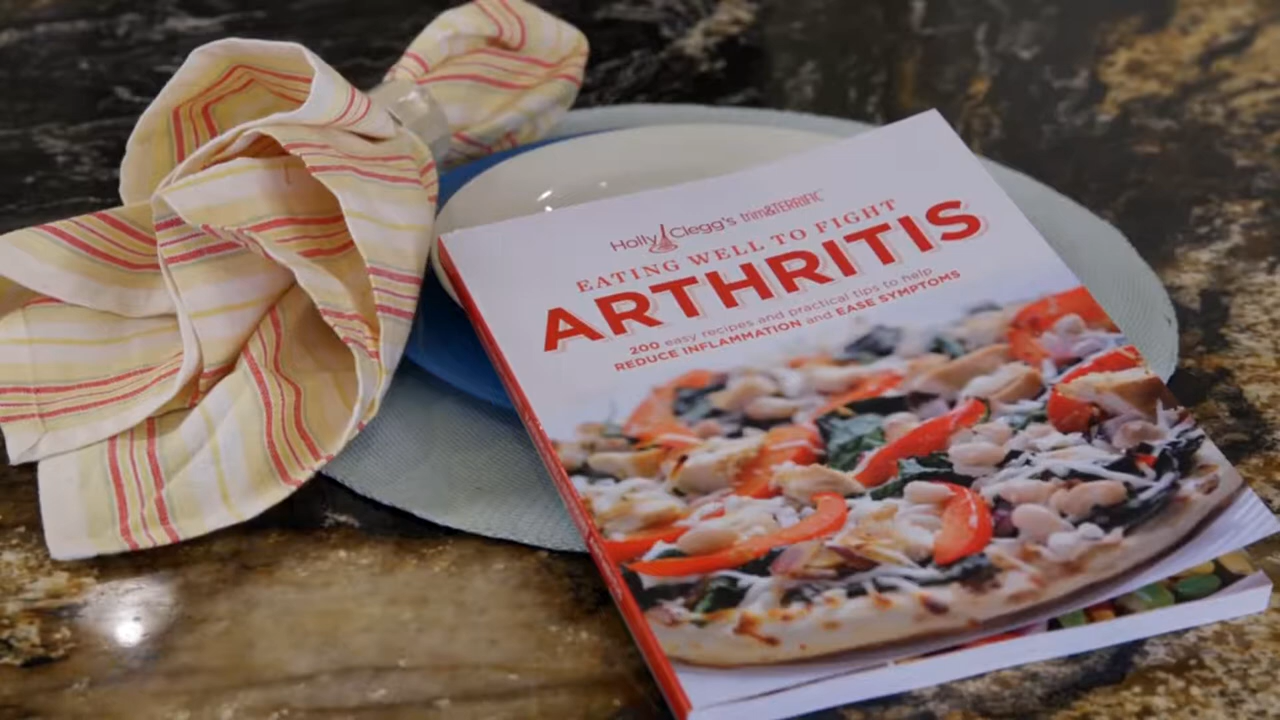 Holly Clegg's trim&TERRIFIC
EATING WELL TO FIGHT
ARTHRITIS
200 easy recipes and practical tips to help
REDUCE INFLAMMATION and EASE SYMPTOMS